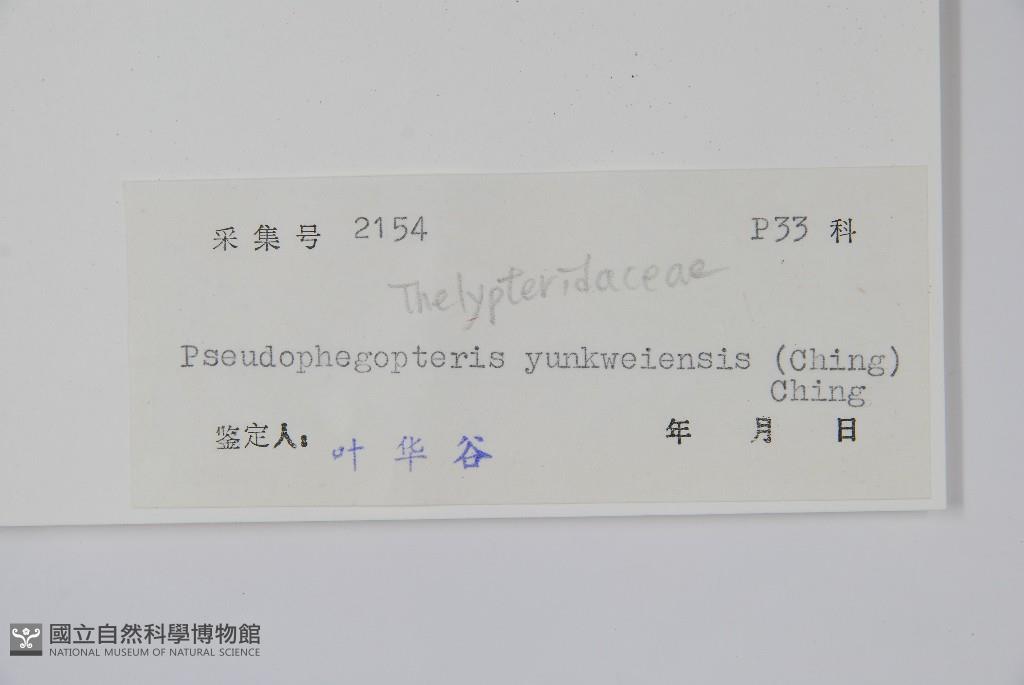 采集号 2154 P33 科
Thelypteridaceae
Pseudophegopteris yunkweiensis (Ching)
Ching
鉴定人: 叶华谷 年 月 日
國立自然科學博物館
NATIONAL MUSEUM OF NATURAL SCIENCE